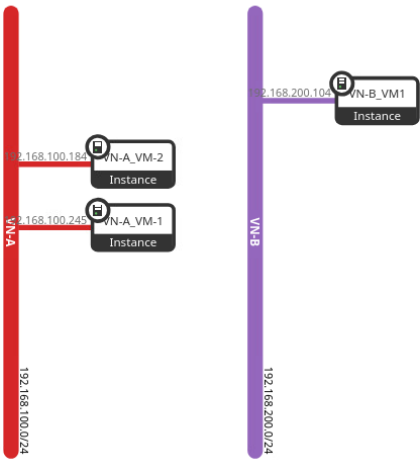 192.168.200.104
VN-B_VM1
Instance
192.168.100.184
VN-A_VM-2
Instance
192.168.100.245
VN-A_VM-1
Instance
VN-A
VN-B
192.168.100.0/24
192.168.200.0/24